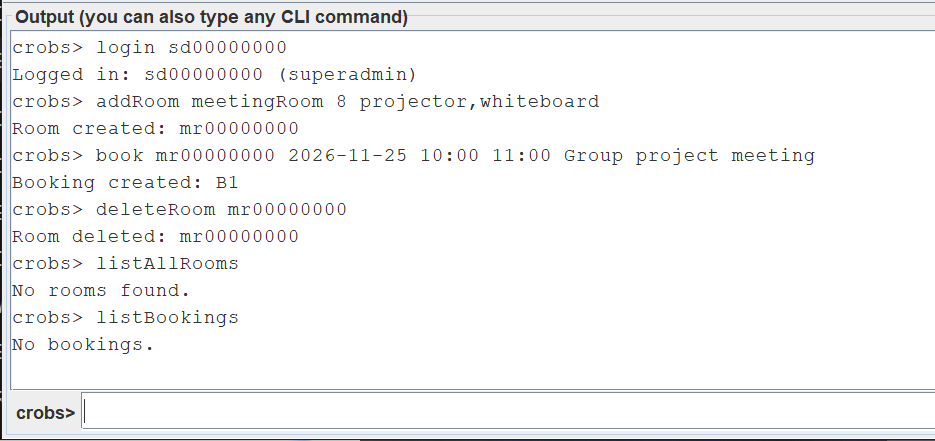 Output (you can also type any CLI command)
crobs> login sd00000000
Logged in: sd00000000 (superadmin)
crobs> addRoom meetingRoom 8 projector,whiteboard
Room created: mr00000000
crobs> book mr00000000 2026-11-25 10:00 11:00 Group project meeting
Booking created: B1
crobs> deleteRoom mr00000000
Room deleted: mr00000000
crobs> listAllRooms
No rooms found.
crobs> listBookings
No bookings.
crobs>